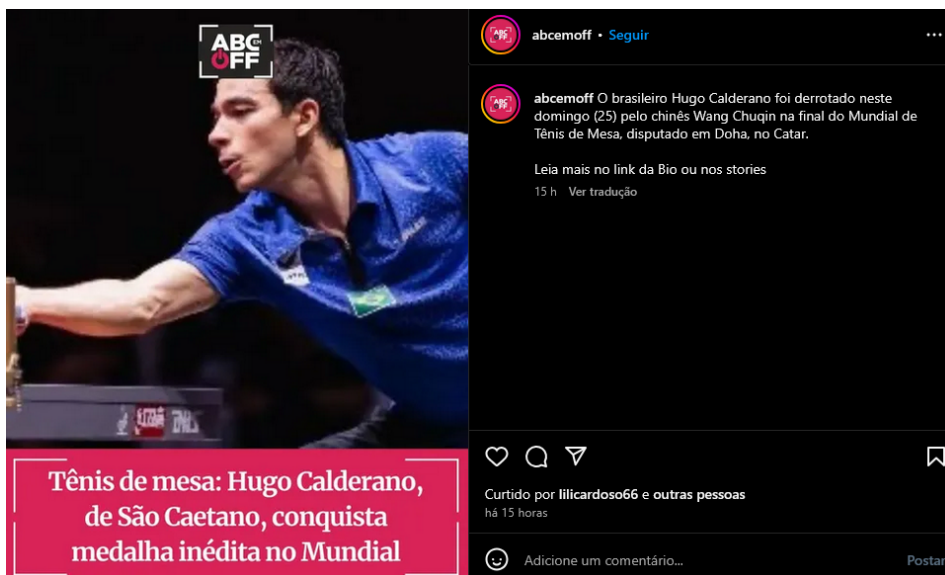 ABC EM
OFF
Tênis de mesa: Hugo Calderano,
de São Caetano, conquista
medalha inédita no Mundial
abcemoff • Seguir
abcemoff O brasileiro Hugo Calderano foi derrotado neste
domingo (25) pelo chinês Wang Chuqin na final do Mundial de
Tênis de Mesa, disputado em Doha, no Catar.
Leia mais no link da Bio ou nos stories
15 h Ver tradução
Curtido por lilicardoso66 e outras pessoas
há 15 horas
Adicione um comentário...
Postar